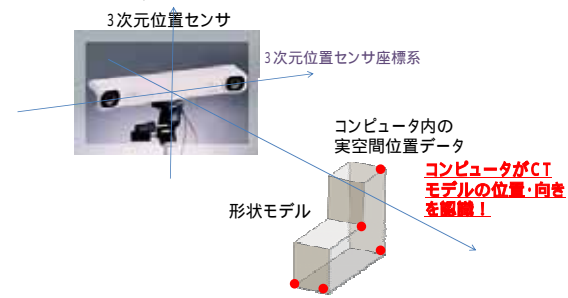 3次元位置センサ
3次元位置センサ座標系
コンピュータ内の
実空間位置データ
コンピュータがCT
モデルの位置・向き
を認識！
形状モデル